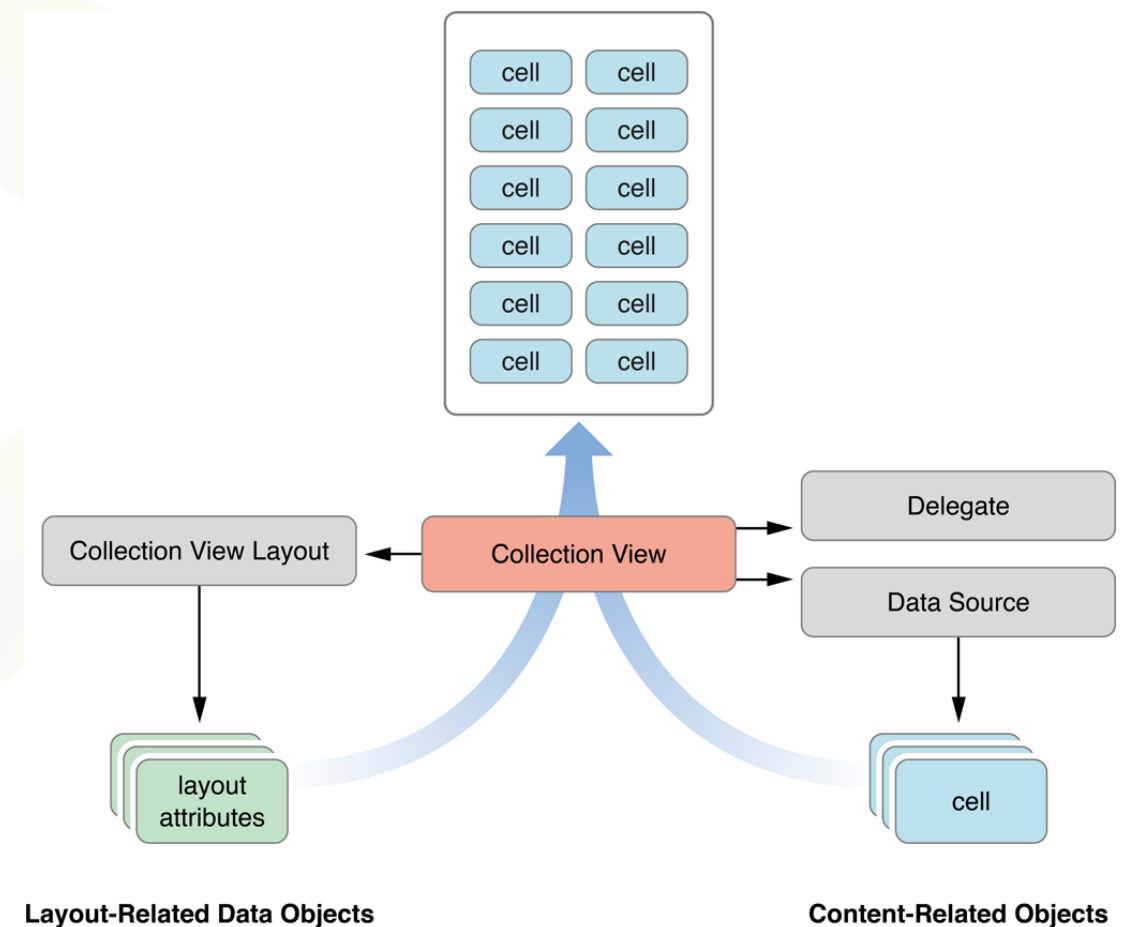 cell cell
cell cell
cell cell
cell cell
cell cell
cell cell
Delegate
Collection View Layout
Collection View
Data Source
layout
attributes
cell
Layout-Related Data Objects
Content-Related Objects